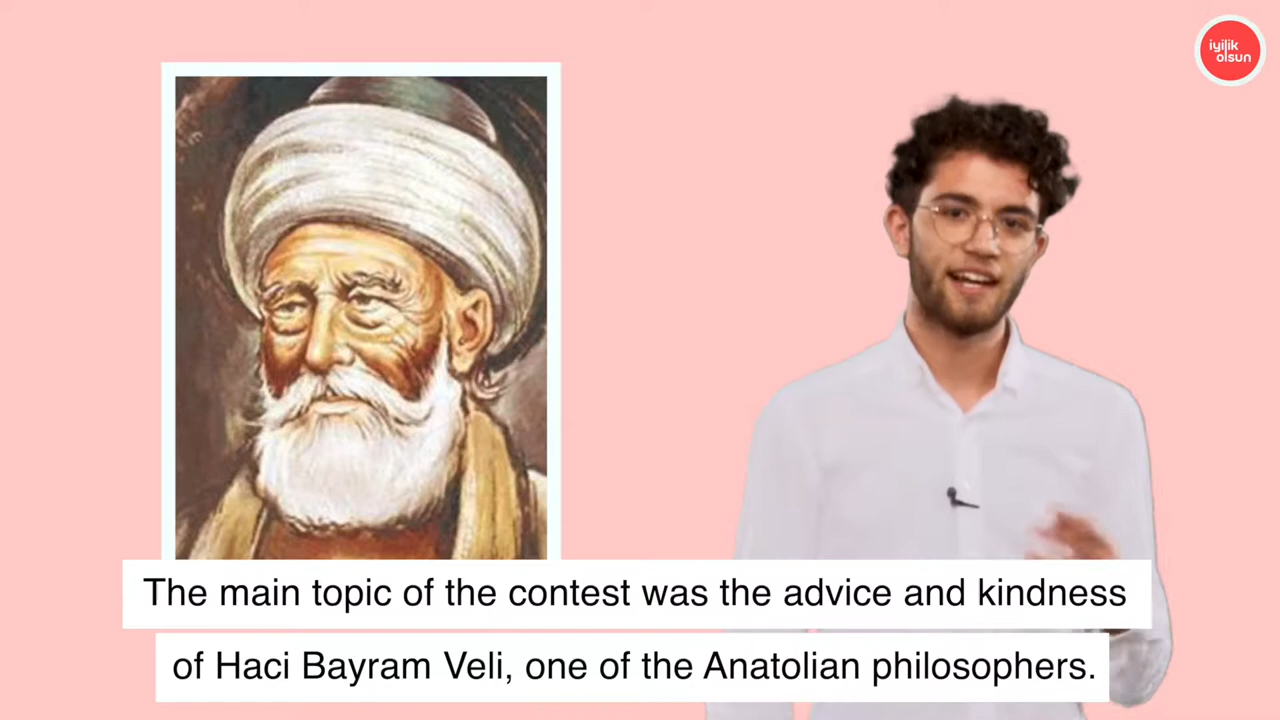 iyilik
olsun
The main topic of the contest was the advice and kindness
of Haci Bayram Veli, one of the Anatolian philosophers.